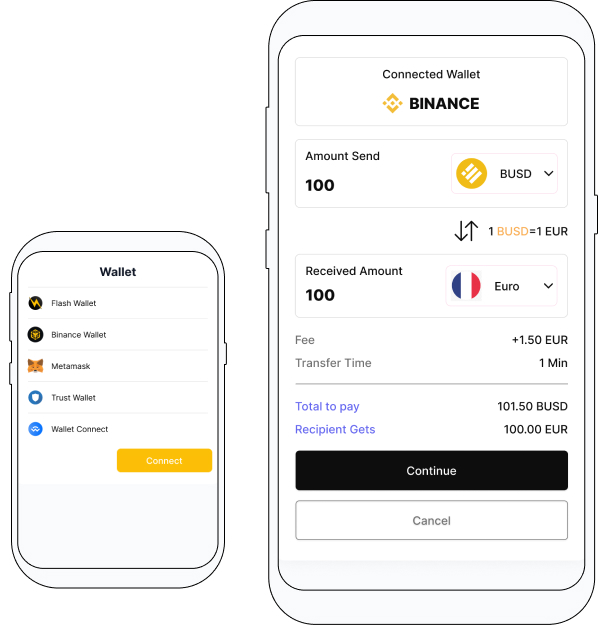 Wallet
Flash Wallet
Binance Wallet
Metamask
Trust Wallet
Wallet Connect
Connect
Connected Wallet
BINANCE
Amount Send
100
BUSD
1 BUSD=1 EUR
Received Amount
100
Euro
Fee +1.50 EUR
Transfer Time 1 Min
Total to pay 101.50 BUSD
Recipient Gets 100.00 EUR
Continue
Cancel